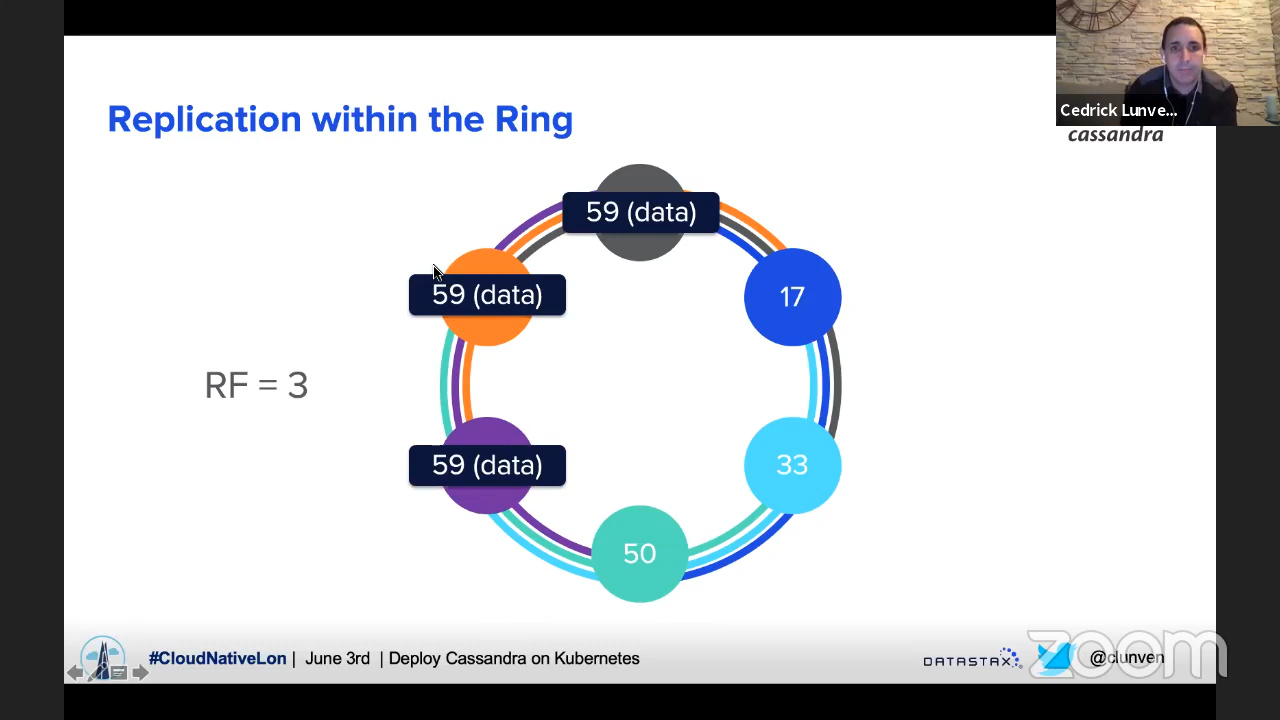 Cedrick Lunve...
cassandra
Replication within the Ring
59 (data)
59 (data)
17
RF = 3
59 (data)
33
50
#CloudNativeLon | June 3rd | Deploy Cassandra on Kubernetes
DATASTAX
@clunven
zoom